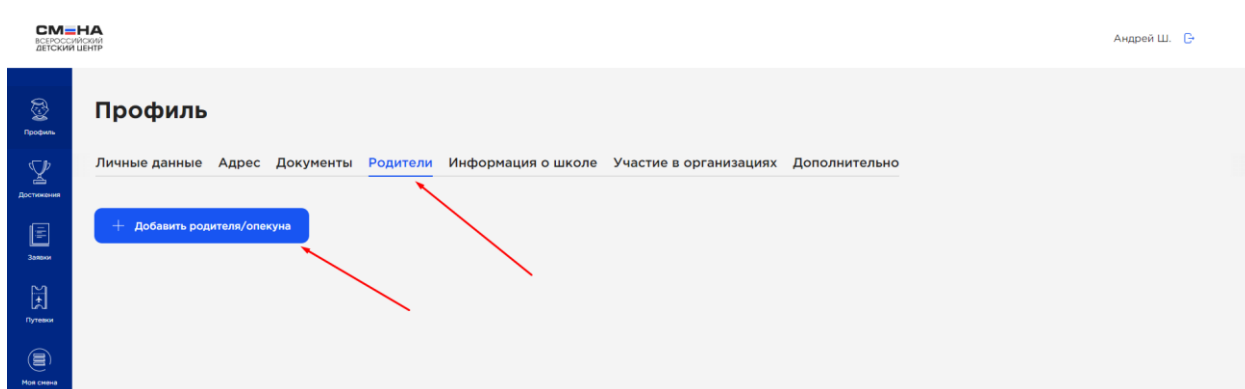 СМЕНА
ВСЕРОССИЙСКИЙ
ДЕТСКИЙ ЦЕНТР
Андрей Ш.
Профиль
Профиль
Личные данные Адрес Документы Родители Информация о школе Участие в организациях Дополнительно
Достижения
+ Добавить родителя/опекуна
Заявки
Путевки
Моя смена